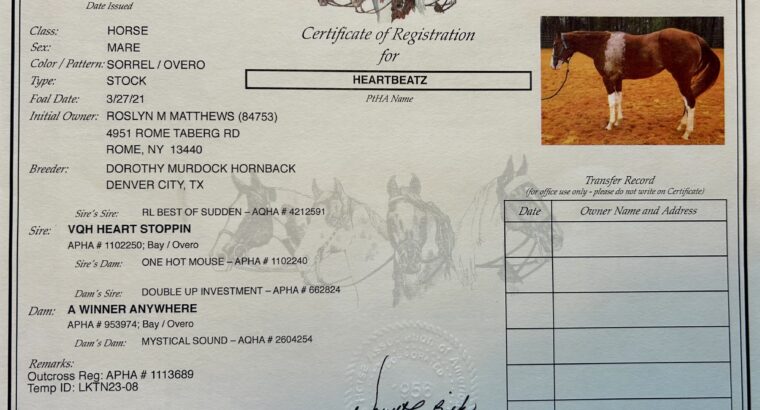 Date Issued
Class: HORSE
Sex: MARE
Color / Pattern: SORREL / OVERO
Type: STOCK
Foal Date: 3/27/21
Initial Owner: ROSLYN M MATTHEWS (84753)
4951 ROME TABERG RD
ROME, NY 13440
Breeder: DOROTHY MURDOCK HORNBACK
DENVER CITY, TX
Certificate of Registration
for
HEARTBEATZ
PtHA Name
Sire's Sire: RL BEST OF SUDDEN – AQHA # 4212591
Sire: VQH HEART STOPPIN
APHA # 1102250; Bay / Overo
Sire's Dam: ONE HOT MOUSE – APHA # 1102240
Dam's Sire: DOUBLE UP INVESTMENT – APHA # 662824
Dam: A WINNER ANYWHERE
APHA # 953974; Bay / Overo
Dam's Dam: MYSTICAL SOUND – AQHA # 2604254
Remarks:
Outcross Reg: APHA # 1113689
Temp ID: LKTN23-08
Transfer Record
(for office use only - please do not write on Certificate)
Date Owner Name and Address